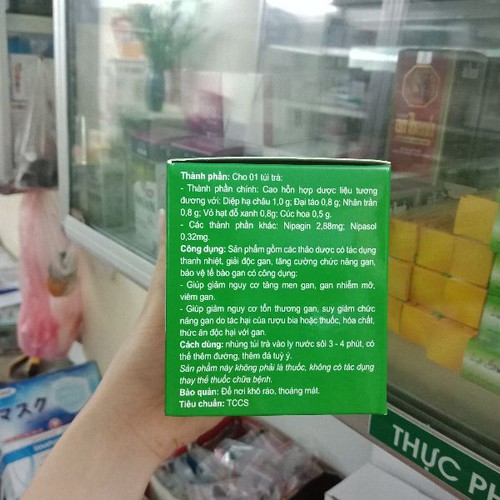 Thành phần: Cho 01 túi trà:
- Thành phần chính: Cao hỗn hợp dược liệu tương
đương với: Diệp hạ châu 1,0 g; Đại táo 0,8 g; Nhân trần
0,8 g; Vỏ hạt đỗ xanh 0,8g; Cúc hoa 0,5 g.
- Các thành phần khác: Nipagin 2,88mg; Nipasol
0,32mg.
Công dụng: Sản phẩm gồm các thảo dược có tác dụng
thanh nhiệt, giải độc gan, tăng cường chức năng gan,
bảo vệ tế bào gan có công dụng:
- Giúp giảm nguy cơ tăng men gan, gan nhiễm mỡ,
viêm gan.
- Giúp giảm nguy cơ tổn thương gan, suy giảm chức
năng gan do tác hại của rượu bia hoặc thuốc, hóa chất,
thức ăn độc hại với gan.
Cách dùng: nhúng túi trà vào ly nước sôi 3 - 4 phút, có
thể thêm đường, thêm đá tuỳ ý.
Sản phẩm này không phải là thuốc, không có tác dụng
thay thế thuốc chữa bệnh.
Bảo quản: Để nơi khô ráo, thoáng mát.
Tiêu chuẩn: TCCS
THỰC PH
マスク